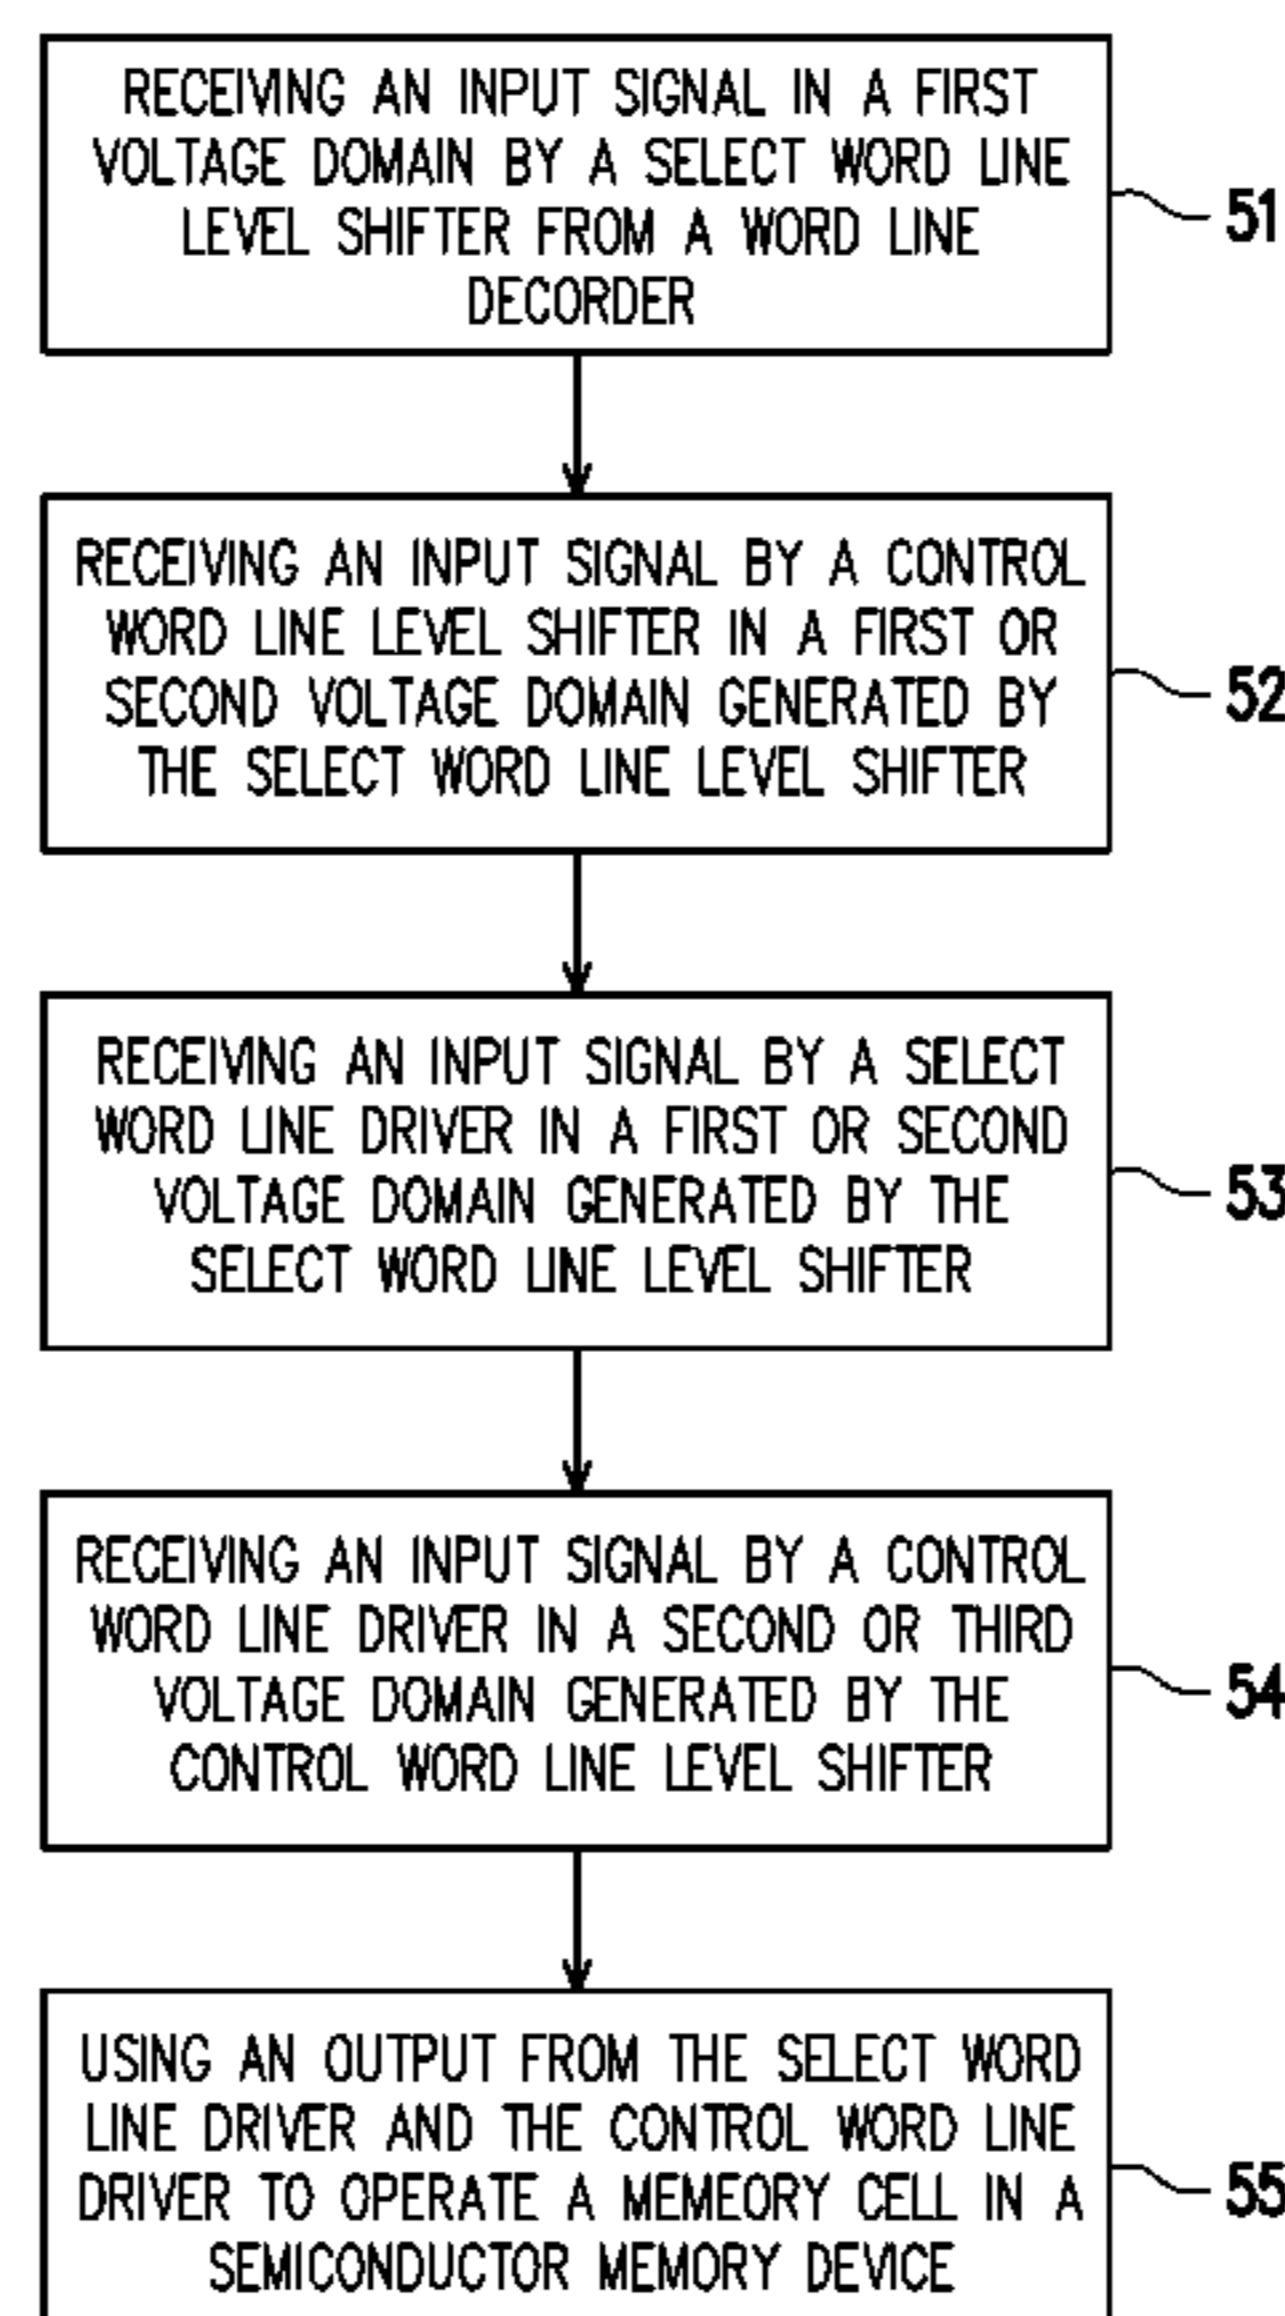 RECEIVING AN INPUT SIGNAL IN A FIRST
VOLTAGE DOMAIN BY A SELECT WORD LINE
LEVEL SHIFTER FROM A WORD LINE
DECORDER
51
RECEIVING AN INPUT SIGNAL BY A CONTROL
WORD LINE LEVEL SHIFTER IN A FIRST OR
SECOND VOLTAGE DOMAIN GENERATED BY
THE SELECT WORD LINE LEVEL SHIFTER
52
RECEIVING AN INPUT SIGNAL BY A SELECT
WORD LINE DRIVER IN A FIRST OR SECOND
VOLTAGE DOMAIN GENERATED BY THE
SELECT WORD LINE LEVEL SHIFTER
53
RECEIVING AN INPUT SIGNAL BY A CONTROL
WORD LINE DRIVER IN A SECOND OR THIRD
VOLTAGE DOMAIN GENERATED BY THE
CONTROL WORD LINE LEVEL SHIFTER
54
USING AN OUTPUT FROM THE SELECT WORD
LINE DRIVER AND THE CONTROL WORD LINE
DRIVER TO OPERATE A MEMEORY CELL IN A
SEMICONDUCTOR MEMORY DEVICE
55